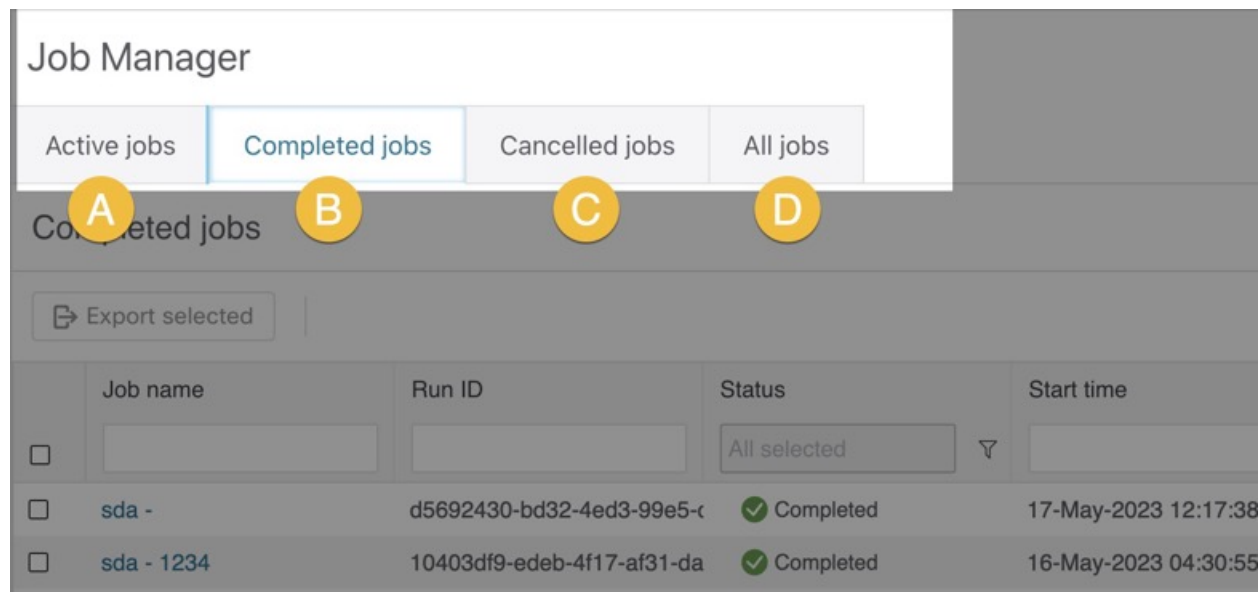 Job Manager
Active jobs Completed jobs Cancelled jobs All jobs
A B C D
Completed jobs
Export selected
Job name Run ID Status Start time
All selected
sda - d5692430-bd32-4ed3-99e5- Completed 17-May-2023 12:17:38
sda - 1234 10403df9-edeb-4f17-af31-da Completed 16-May-2023 04:30:55